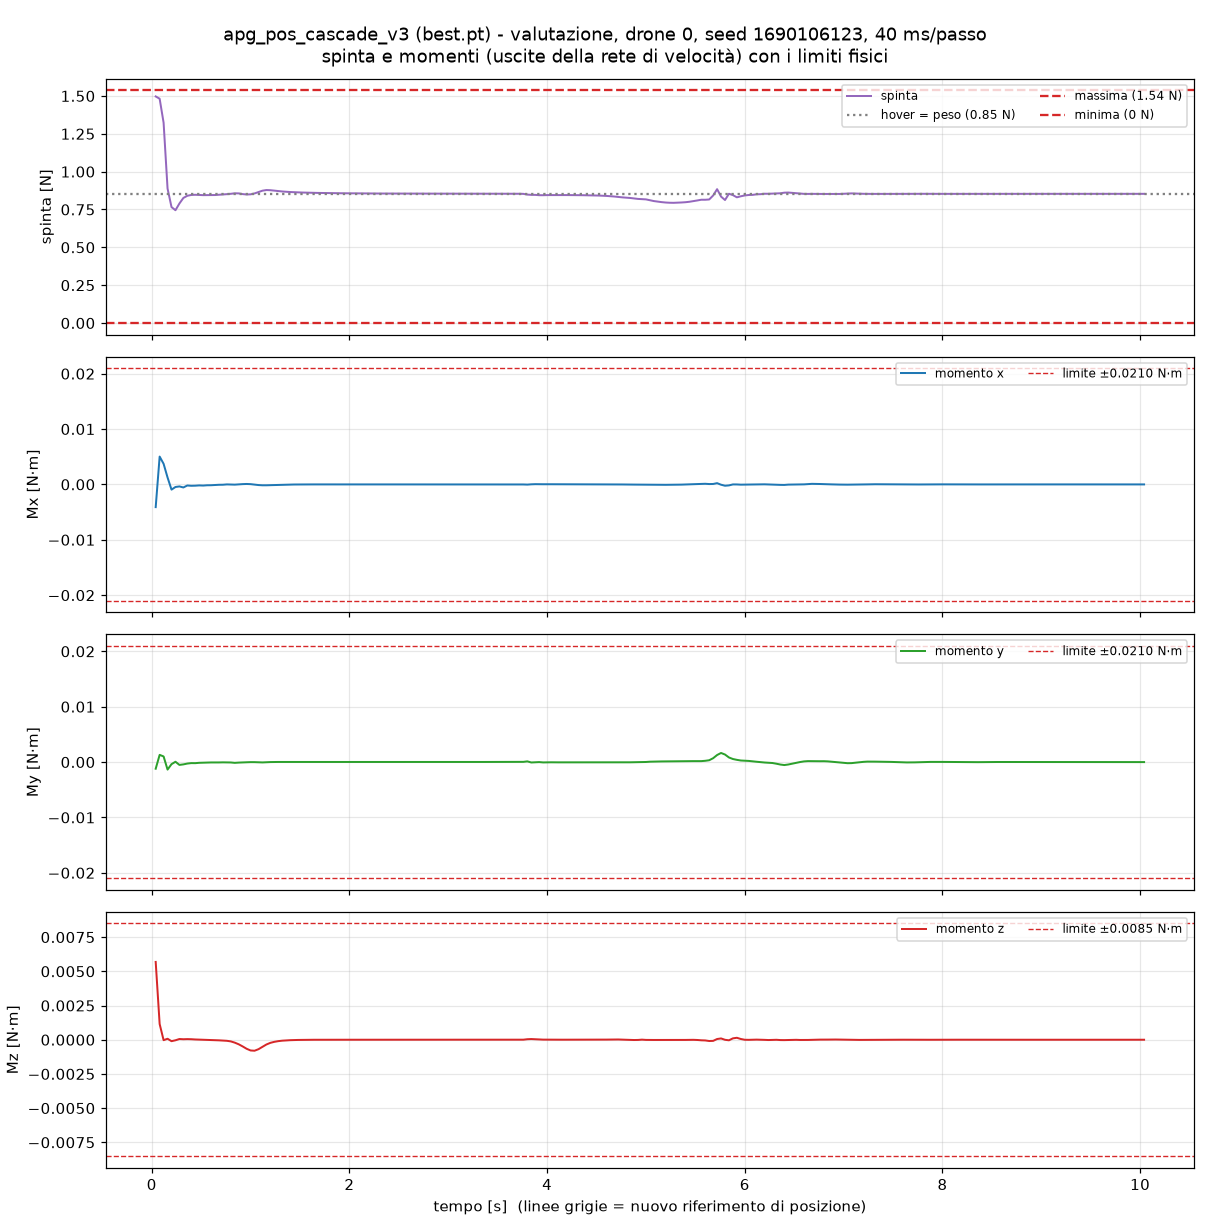 apg_pos_cascade_v3 (best.pt) - valutazione, drone 0, seed 1690106123, 40 ms/passo
spinta e momenti (uscite della rete di velocità) con i limiti fisici
spinta [N]
1.50
1.25
1.00
0.75
0.50
0.25
0.00
spinta
hover = peso (0.85 N)
massima (1.54 N)
minima (0 N)
Mx [N·m]
0.02
0.01
0.00
−0.01
−0.02
momento x
limite ±0.0210 N·m
My [N·m]
0.02
0.01
0.00
−0.01
−0.02
momento y
limite ±0.0210 N·m
Mz [N·m]
0.0075
0.0050
0.0025
0.0000
−0.0025
−0.0050
−0.0075
momento z
limite ±0.0085 N·m
0 2 4 6 8 10
tempo [s]  (linee grigie = nuovo riferimento di posizione)